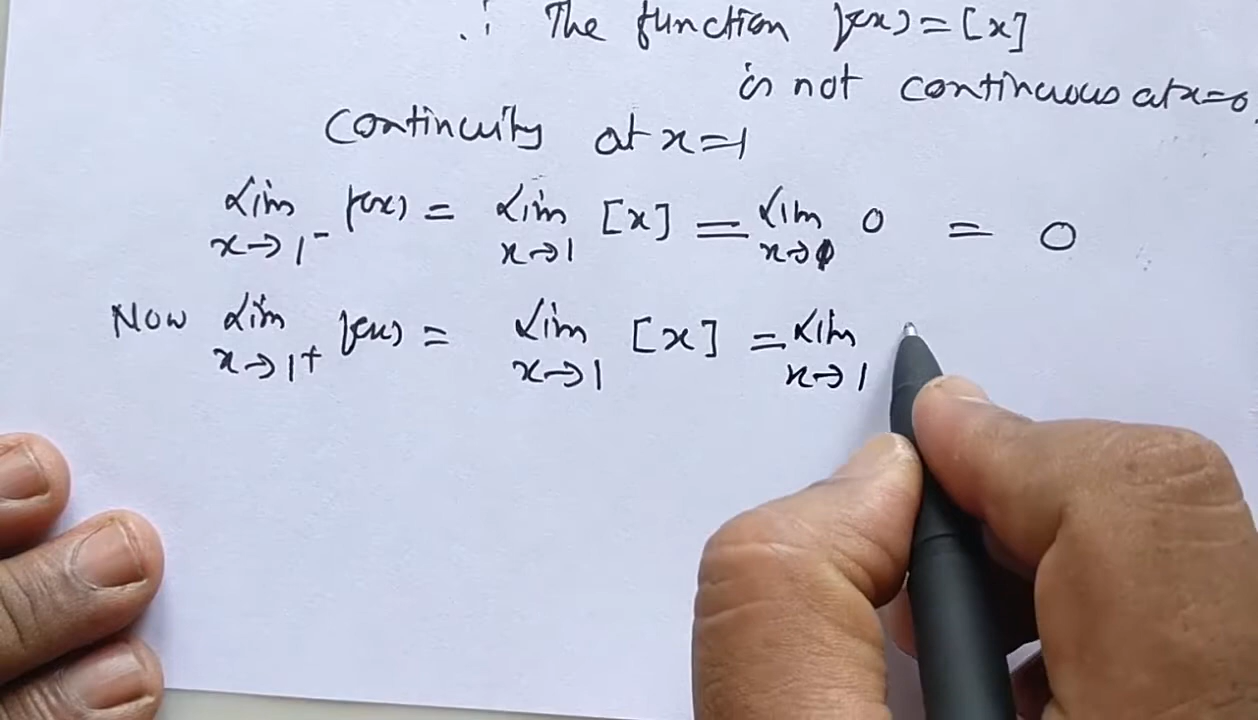 ∴ The function f(x) = [x]
is not continuous at x=0.
Continuity at x=1
Lim x→1⁻ f(x) = Lim x→1 [x] = Lim x→1 0 = 0
Now Lim x→1+ f(x) = Lim x→1 [x] = Lim x→1